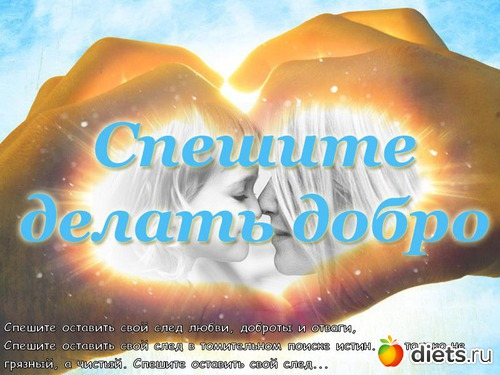 Спешите
делать добро
Спешите оставить свой след любви, доброты и отваги,
Спешите оставить свой след в томительном поиске истин.
грязный, а чистый. Спешите оставить свой след...
diets.ru